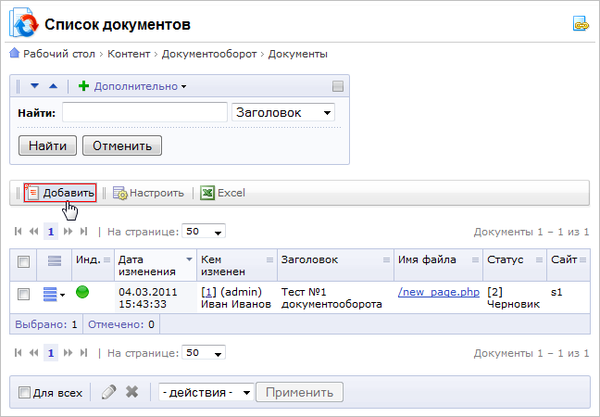 Список документов
Рабочий стол › Контент › Документооборот › Документы
Дополнительно
Найти: Заголовок
Найти Отменить
Добавить Настроить Excel
1 | На странице: 50 Документы 1 – 1 из 1
Инд. Дата изменения Кем изменен Заголовок Имя файла Статус Сайт
04.03.2011 [1] (admin) Тест №1 /new_page.php [2] s1
15:43:33 Иван Иванов документооборота Черновик
Выбрано: 1 Отмечено: 0
1 | На странице: 50 Документы 1 – 1 из 1
Для всех - действия - Применить